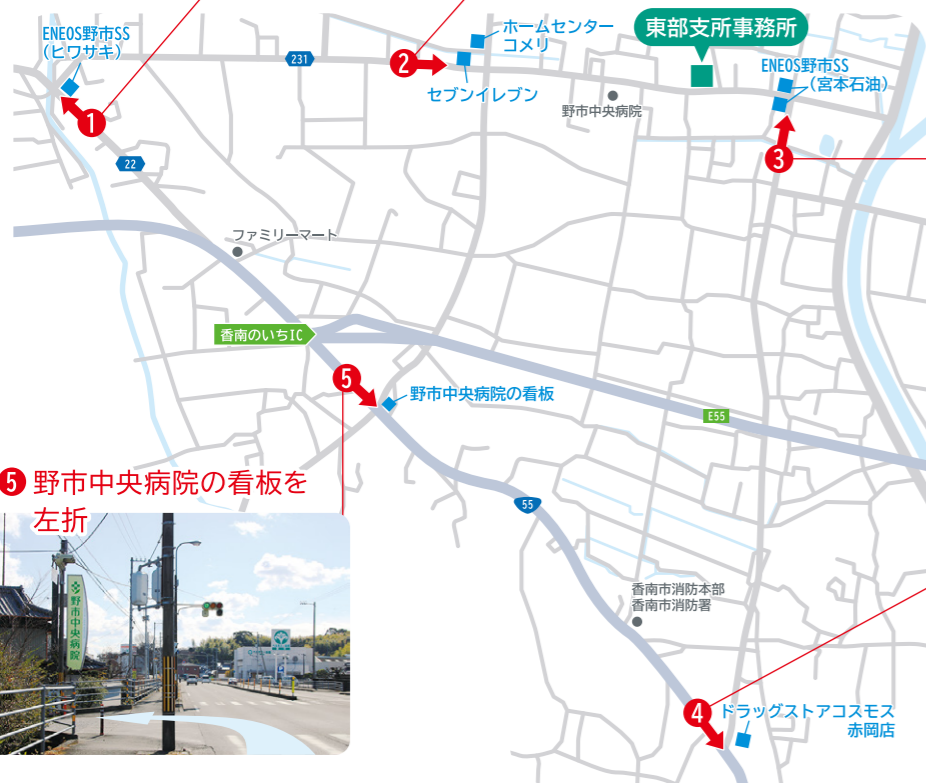 ENEOS野市SS
(ヒワサキ)
1
22
231
2
ホームセンター
コメリ
セブンイレブン
東部支所事務所
野市中央病院
ENEOS野市SS
(宮本石油)
3
ファミリーマート
香南のいちIC
5
野市中央病院の看板
E55
5 野市中央病院の看板を
左折
野市中央病院
55
香南市消防本部
香南市消防署
4
ドラッグストアコスモス
赤岡店